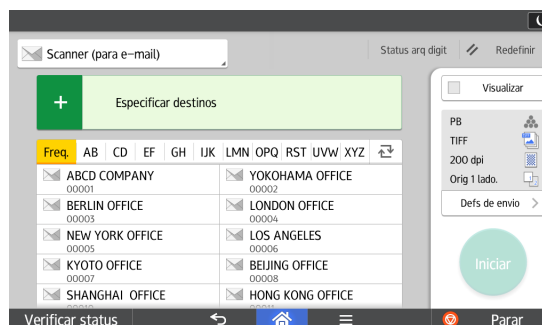 Scanner (para e-mail)
Status arq digit
Redefinir
+ Especificar destinos
Visualizar
PB
TIFF
200 dpi
Orig 1 lado.
Defs de envio >
Iniciar
Freq. AB CD EF GH IJK LMN OPQ RST UVW XYZ
ABCD COMPANY
00001
YOKOHAMA OFFICE
00002
BERLIN OFFICE
00003
LONDON OFFICE
00004
NEW YORK OFFICE
00005
LOS ANGELES
00006
KYOTO OFFICE
00007
BEIJING OFFICE
00008
SHANGHAI OFFICE
HONG KONG OFFICE
Verificar status
Parar